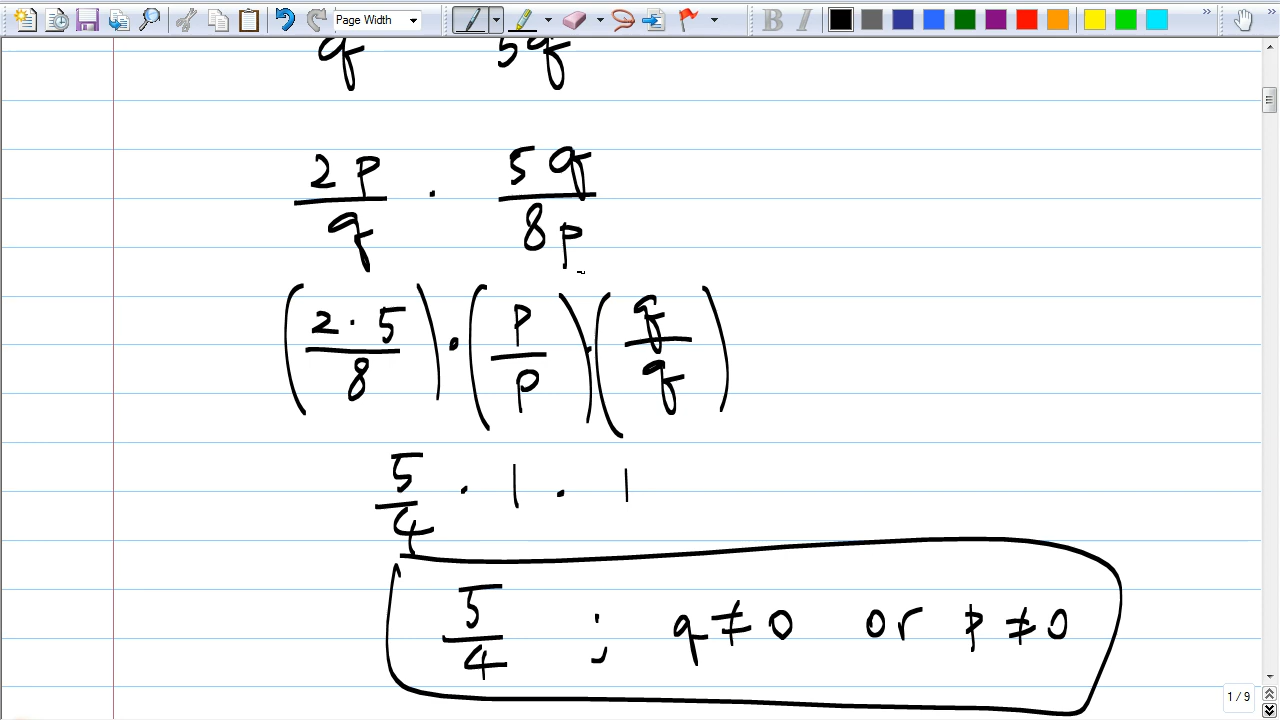 Page Width B I
q 5q
2p/q · 5q/8p
(2·5/8)·(p/p)·(q/q)
5/4 · 1 · 1
5/4 ; q≠0 or p≠0
1 / 9